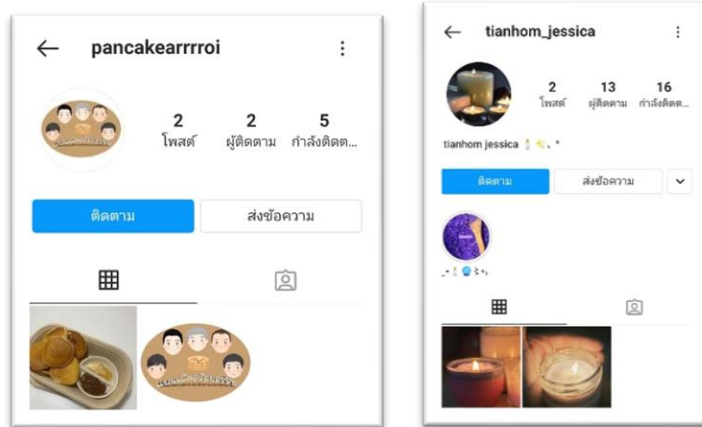 pancakearrrroi
2 2 5
โพสต์ ผู้ติดตาม กำลังติดต...
ติดตาม ส่งข้อความ
tianhom_jessica
2 13 16
โพสต์ ผู้ติดตาม กำลังติดต...
tianhom jessica
ติดตาม ส่งข้อความ